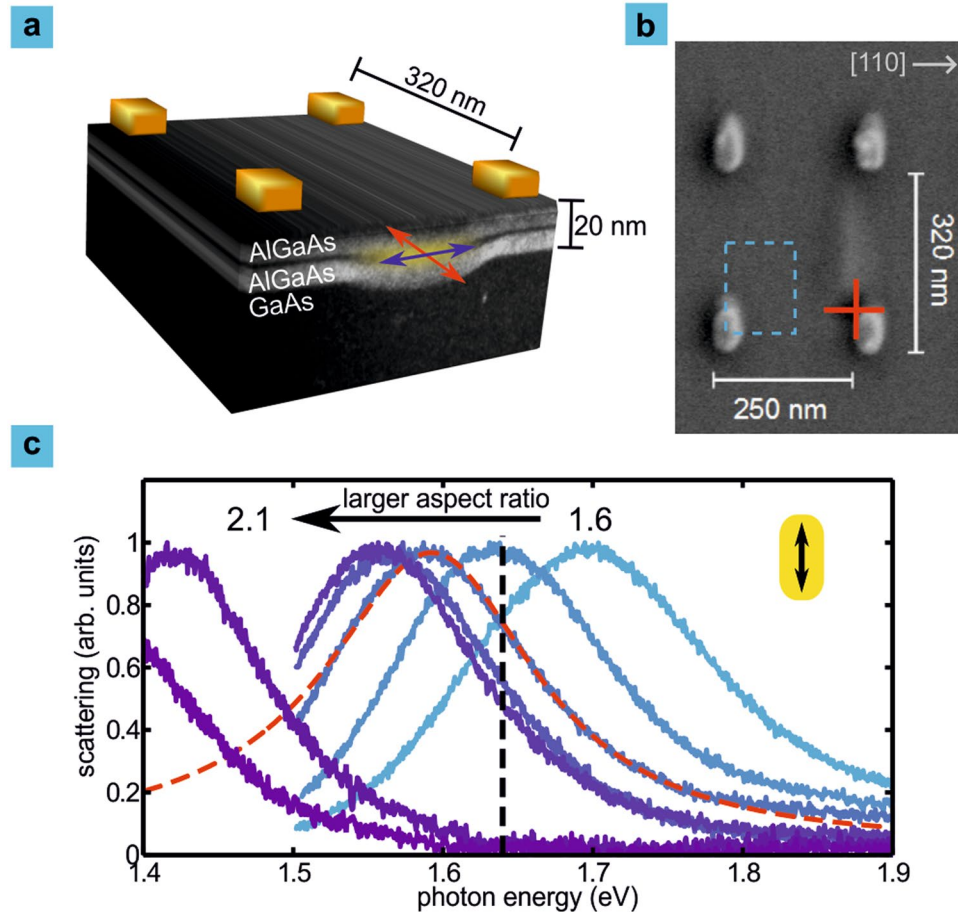 a
320 nm
20 nm
AlGaAs
AlGaAs
GaAs
b
[110]
320 nm
250 nm
c
larger aspect ratio
2.1
1.6
scattering (arb. units)
1
0.8
0.6
0.4
0.2
0
1.4 1.5 1.6 1.7 1.8 1.9
photon energy (eV)